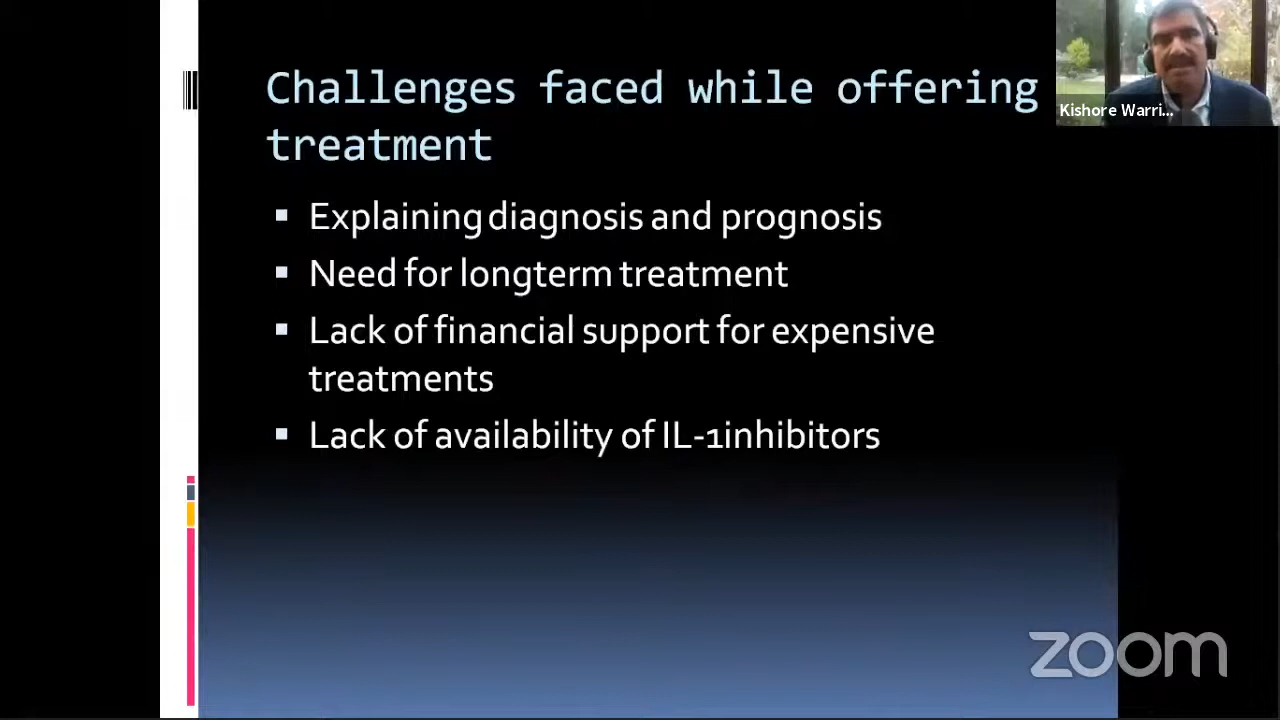 Challenges faced while offering
treatment
Kishore Warri...
▪ Explaining diagnosis and prognosis
▪ Need for longterm treatment
▪ Lack of financial support for expensive
treatments
▪ Lack of availability of IL-1inhibitors
zoom